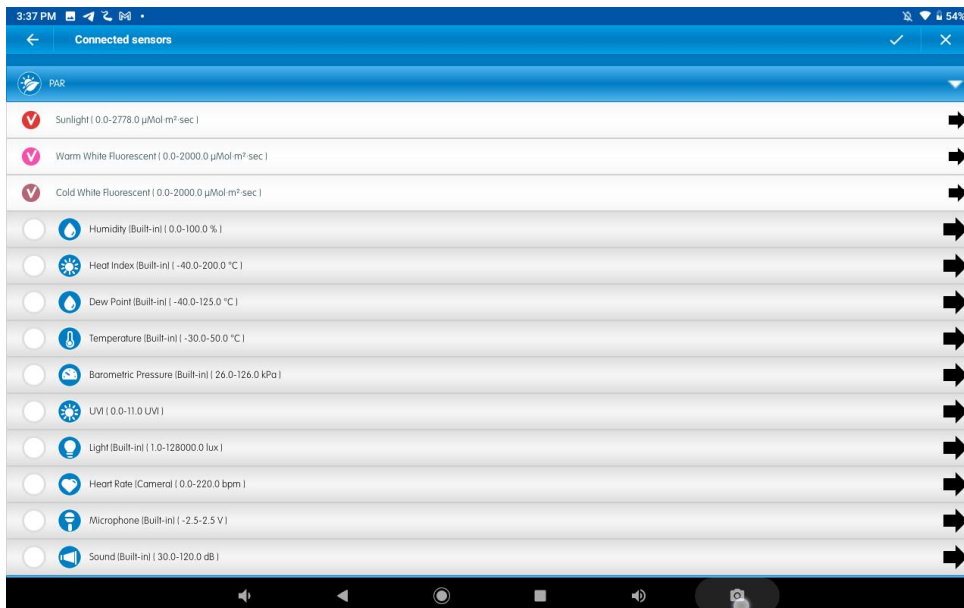 3:37 PM 54%
Connected sensors
PAR
Sunlight ( 0.0-2778.0 µMol·m²·sec )
Warm White Fluorescent ( 0.0-2000.0 µMol·m²·sec )
Cold White Fluorescent ( 0.0-2000.0 µMol·m²·sec )
Humidity (Built-in) ( 0.0-100.0 % )
Heat Index (Built-in) ( -40.0-200.0 °C )
Dew Point (Built-in) ( -40.0-125.0 °C )
Temperature (Built-in) ( -30.0-50.0 °C )
Barometric Pressure (Built-in) ( 26.0-126.0 kPa )
UVI ( 0.0-11.0 UVI )
Light (Built-in) ( 1.0-128000.0 lux )
Heart Rate (Camera) ( 0.0-220.0 bpm )
Microphone (Built-in) ( -2.5-2.5 V )
Sound (Built-in) ( 30.0-120.0 dB )